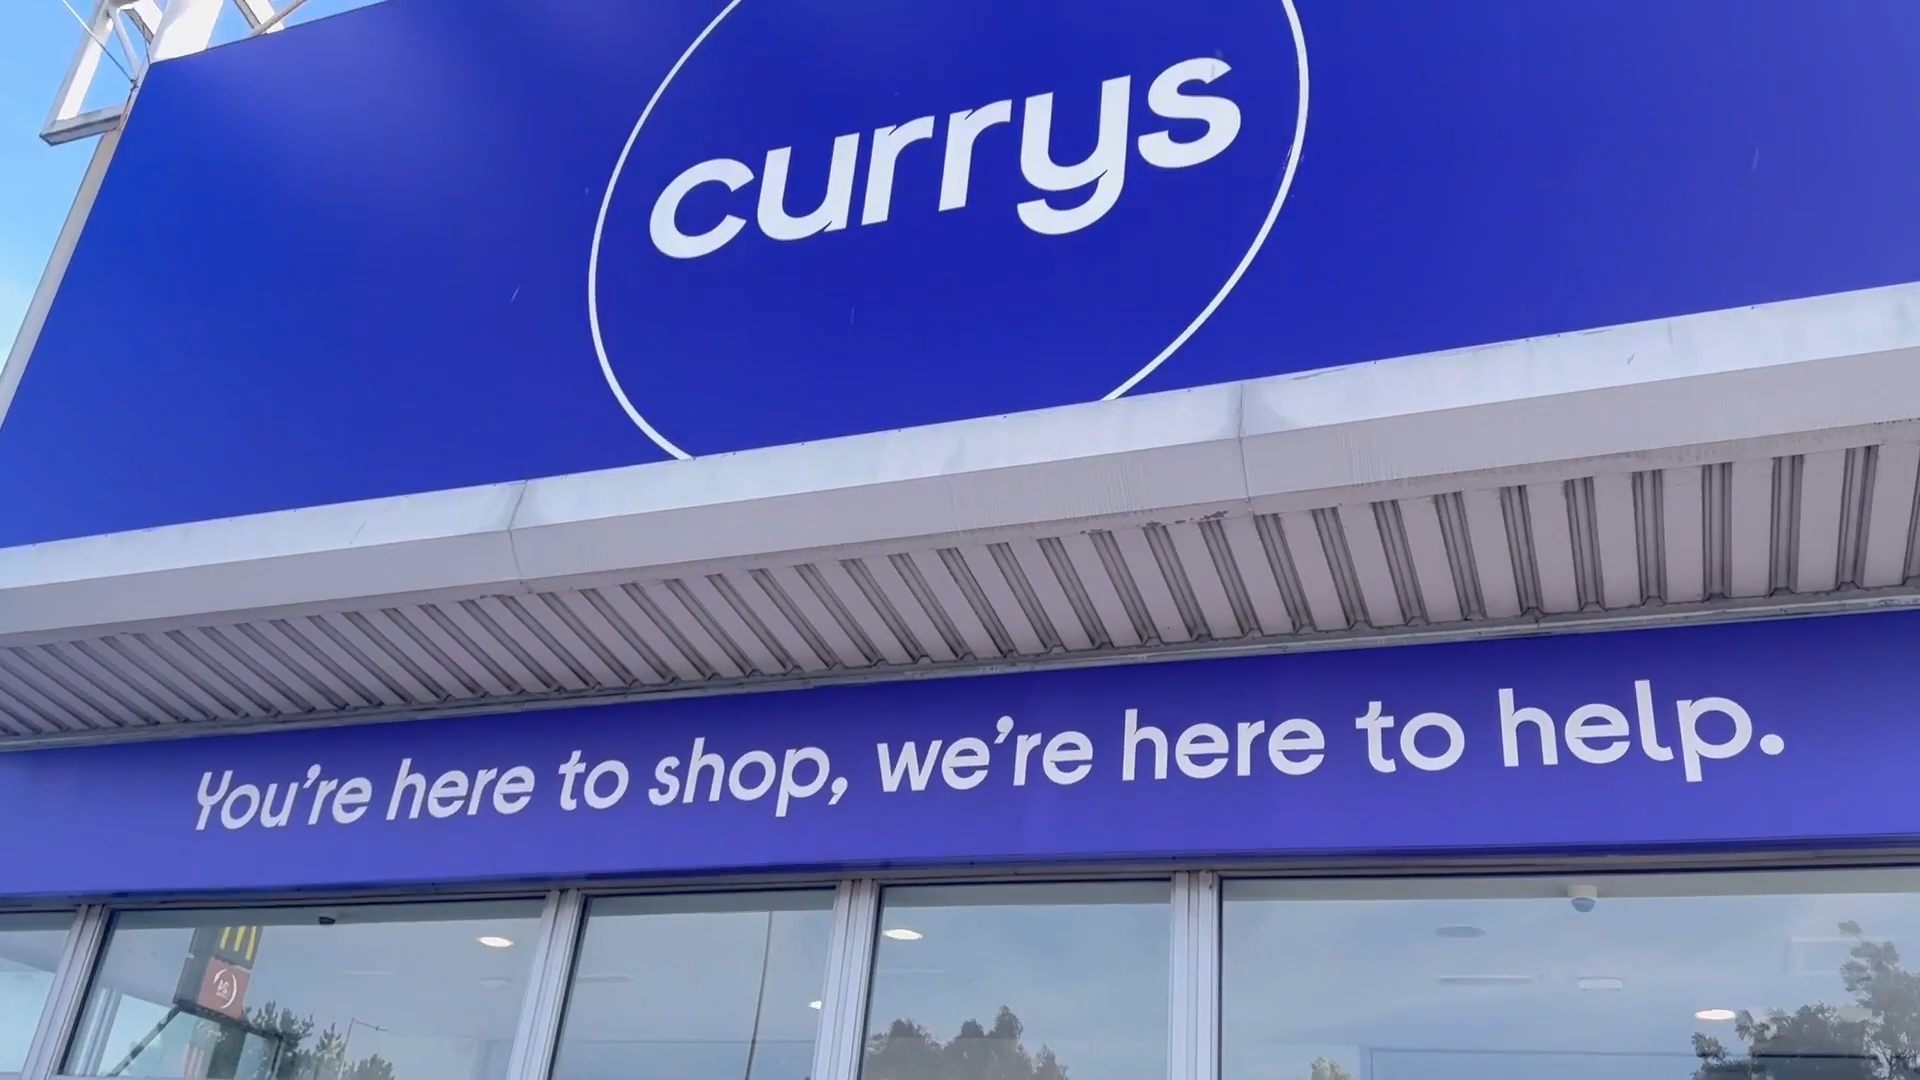 currys
You're here to shop, we're here to help.